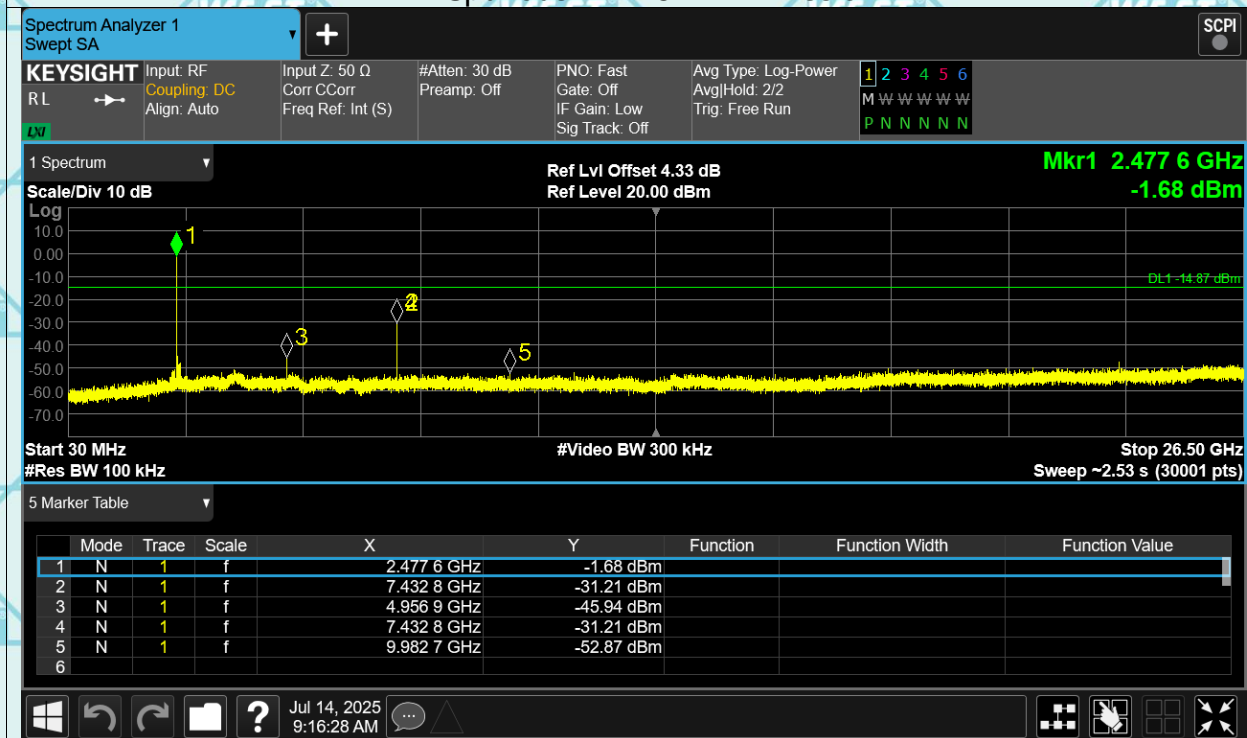 Spectrum Analyzer 1
Swept SA
+
SCPI
KEYSIGHT
RL
LXI
Input: RF
Coupling: DC
Align: Auto
Input Z: 50 Ω
Corr CCorr
Freq Ref: Int (S)
#Atten: 30 dB
Preamp: Off
PNO: Fast
Gate: Off
IF Gain: Low
Sig Track: Off
Avg Type: Log-Power
Avg|Hold: 2/2
Trig: Free Run
1 2 3 4 5 6
M W W W W W
P N N N N N
1 Spectrum
Scale/Div 10 dB
Ref Lvl Offset 4.33 dB
Ref Level 20.00 dBm
Mkr1 2.477 6 GHz
-1.68 dBm
Log
10.0
0.00
-10.0
-20.0
-30.0
-40.0
-50.0
-60.0
-70.0
1
3
5
DL1 -14.87 dBm
Start 30 MHz
#Res BW 100 kHz
#Video BW 300 kHz
Stop 26.50 GHz
Sweep ~2.53 s (30001 pts)
5 Marker Table
Mode Trace Scale X Y Function Function Width Function Value
1 N 1 f 2.477 6 GHz -1.68 dBm
2 N 1 f 7.432 8 GHz -31.21 dBm
3 N 1 f 4.956 9 GHz -45.94 dBm
4 N 1 f 7.432 8 GHz -31.21 dBm
5 N 1 f 9.982 7 GHz -52.87 dBm
6
?
Jul 14, 2025
9:16:28 AM